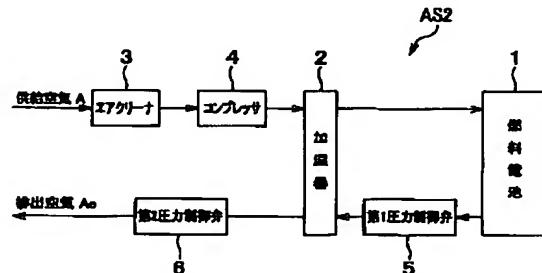 AS2
3
4
2
1
供給空気 A
エアクリーナ
コンプレッサ
加湿器
燃料電池
排出空気 Ae
第2圧力制御弁
第1圧力制御弁
6
5